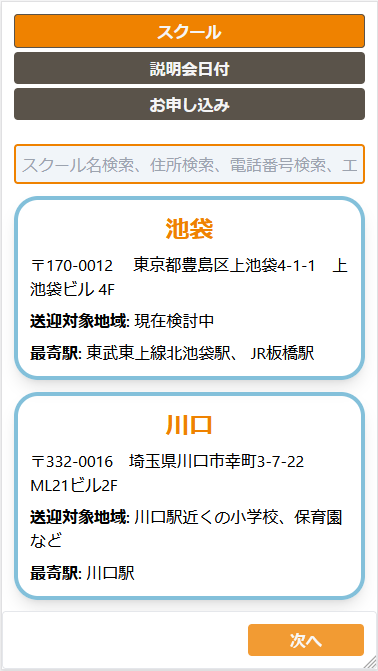 スクール
説明会日付
お申し込み
スクール名検索、住所検索、電話番号検索、エ
池袋
〒170-0012　東京都豊島区上池袋4-1-1　上
池袋ビル 4F
送迎対象地域: 現在検討中
最寄駅: 東武東上線北池袋駅、 JR板橋駅
川口
〒332-0016　埼玉県川口市幸町3-7-22
ML21ビル2F
送迎対象地域: 川口駅近くの小学校、保育園
など
最寄駅: 川口駅
次へ